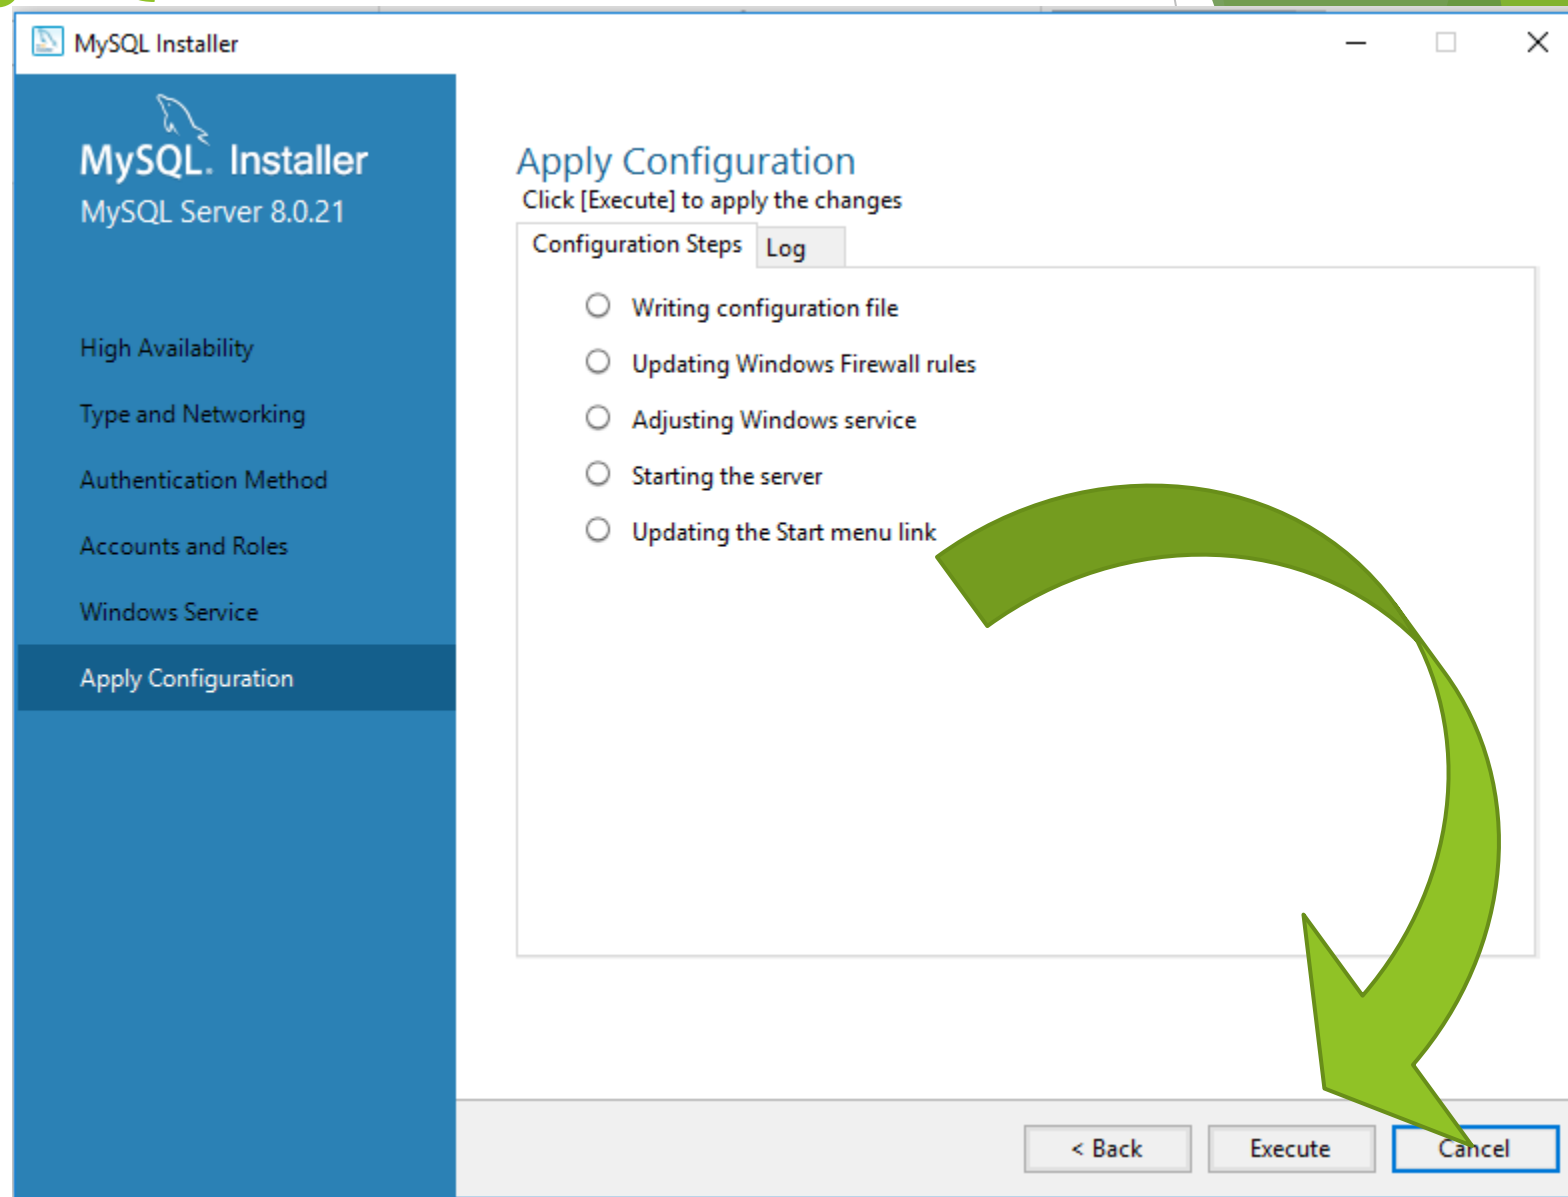 MySQL Installer
MySQL. Installer
MySQL Server 8.0.21
High Availability
Type and Networking
Authentication Method
Accounts and Roles
Windows Service
Apply Configuration
Apply Configuration
Click [Execute] to apply the changes
Configuration Steps Log
Writing configuration file
Updating Windows Firewall rules
Adjusting Windows service
Starting the server
Updating the Start menu link
< Back Execute Cancel